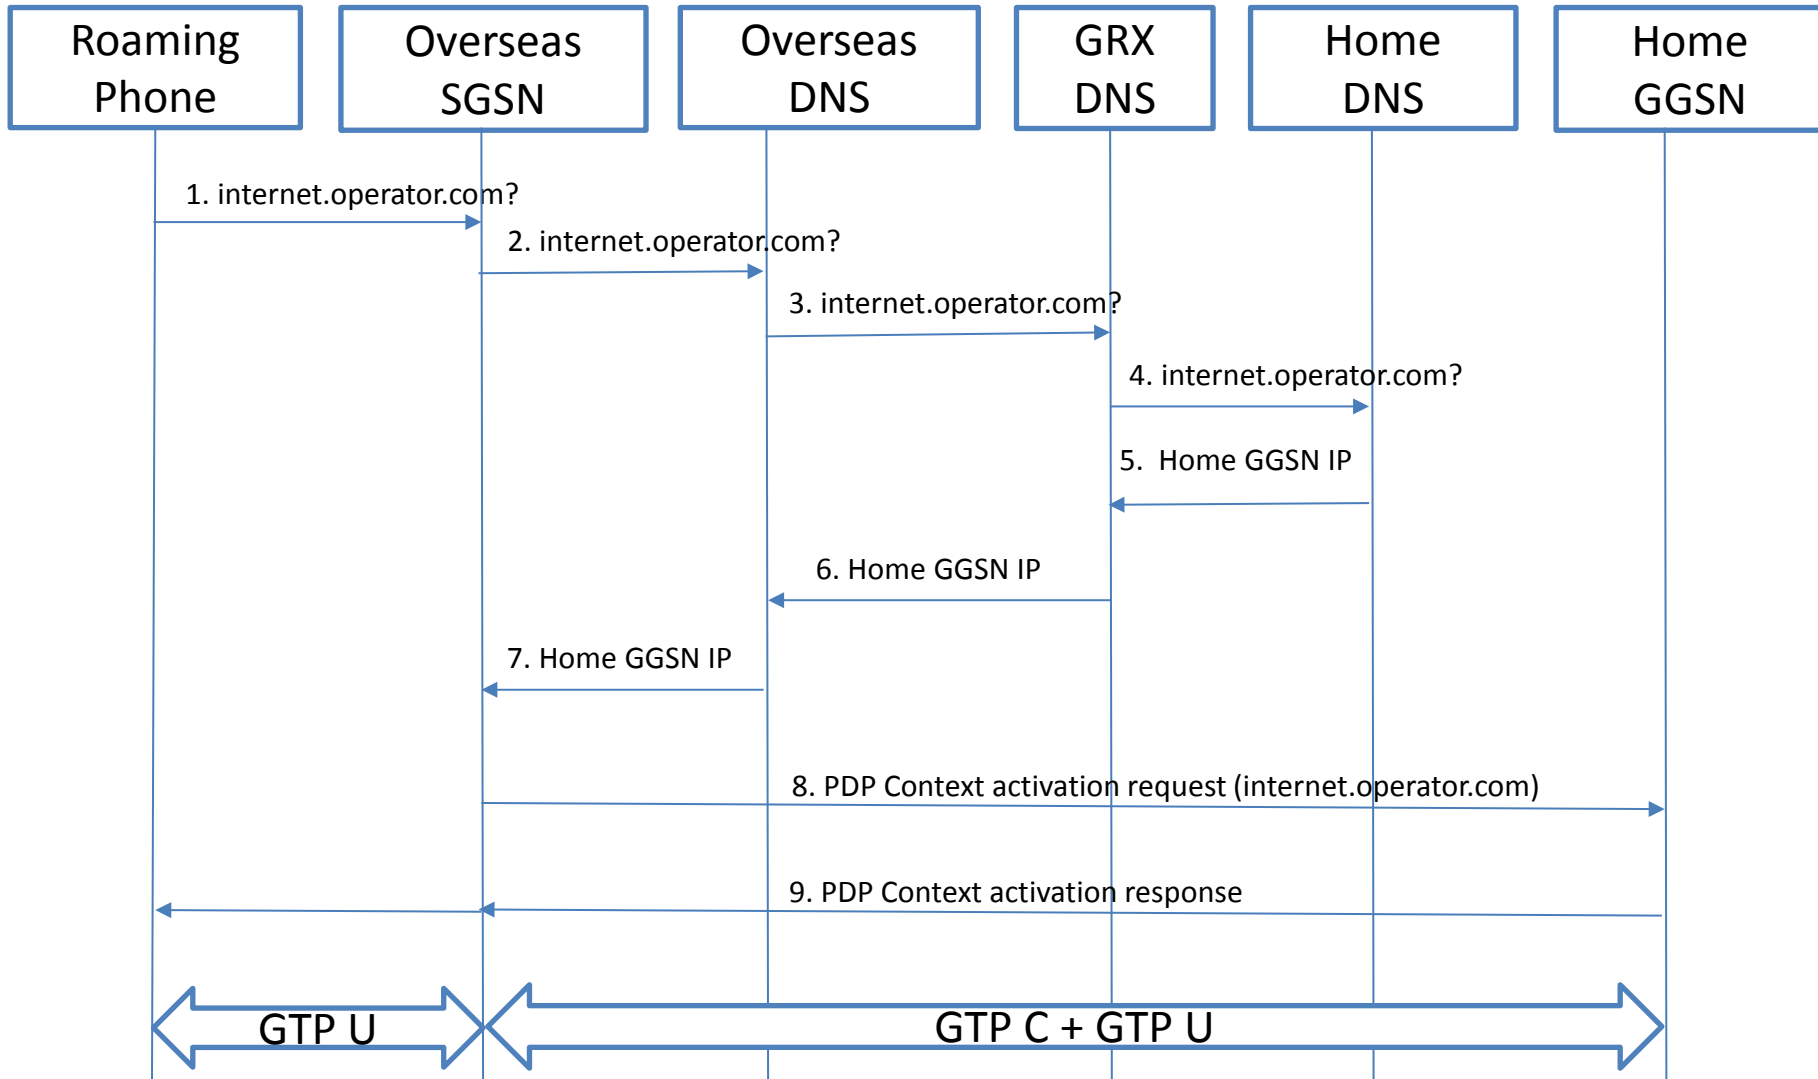 Roaming
Phone
Overseas
SGSN
Overseas
DNS
GRX
DNS
Home
DNS
Home
GGSN
1. internet.operator.com?
2. internet.operator.com?
3. internet.operator.com?
4. internet.operator.com?
5.  Home GGSN IP
6. Home GGSN IP
7. Home GGSN IP
8. PDP Context activation request (internet.operator.com)
9. PDP Context activation response
GTP U
GTP C + GTP U